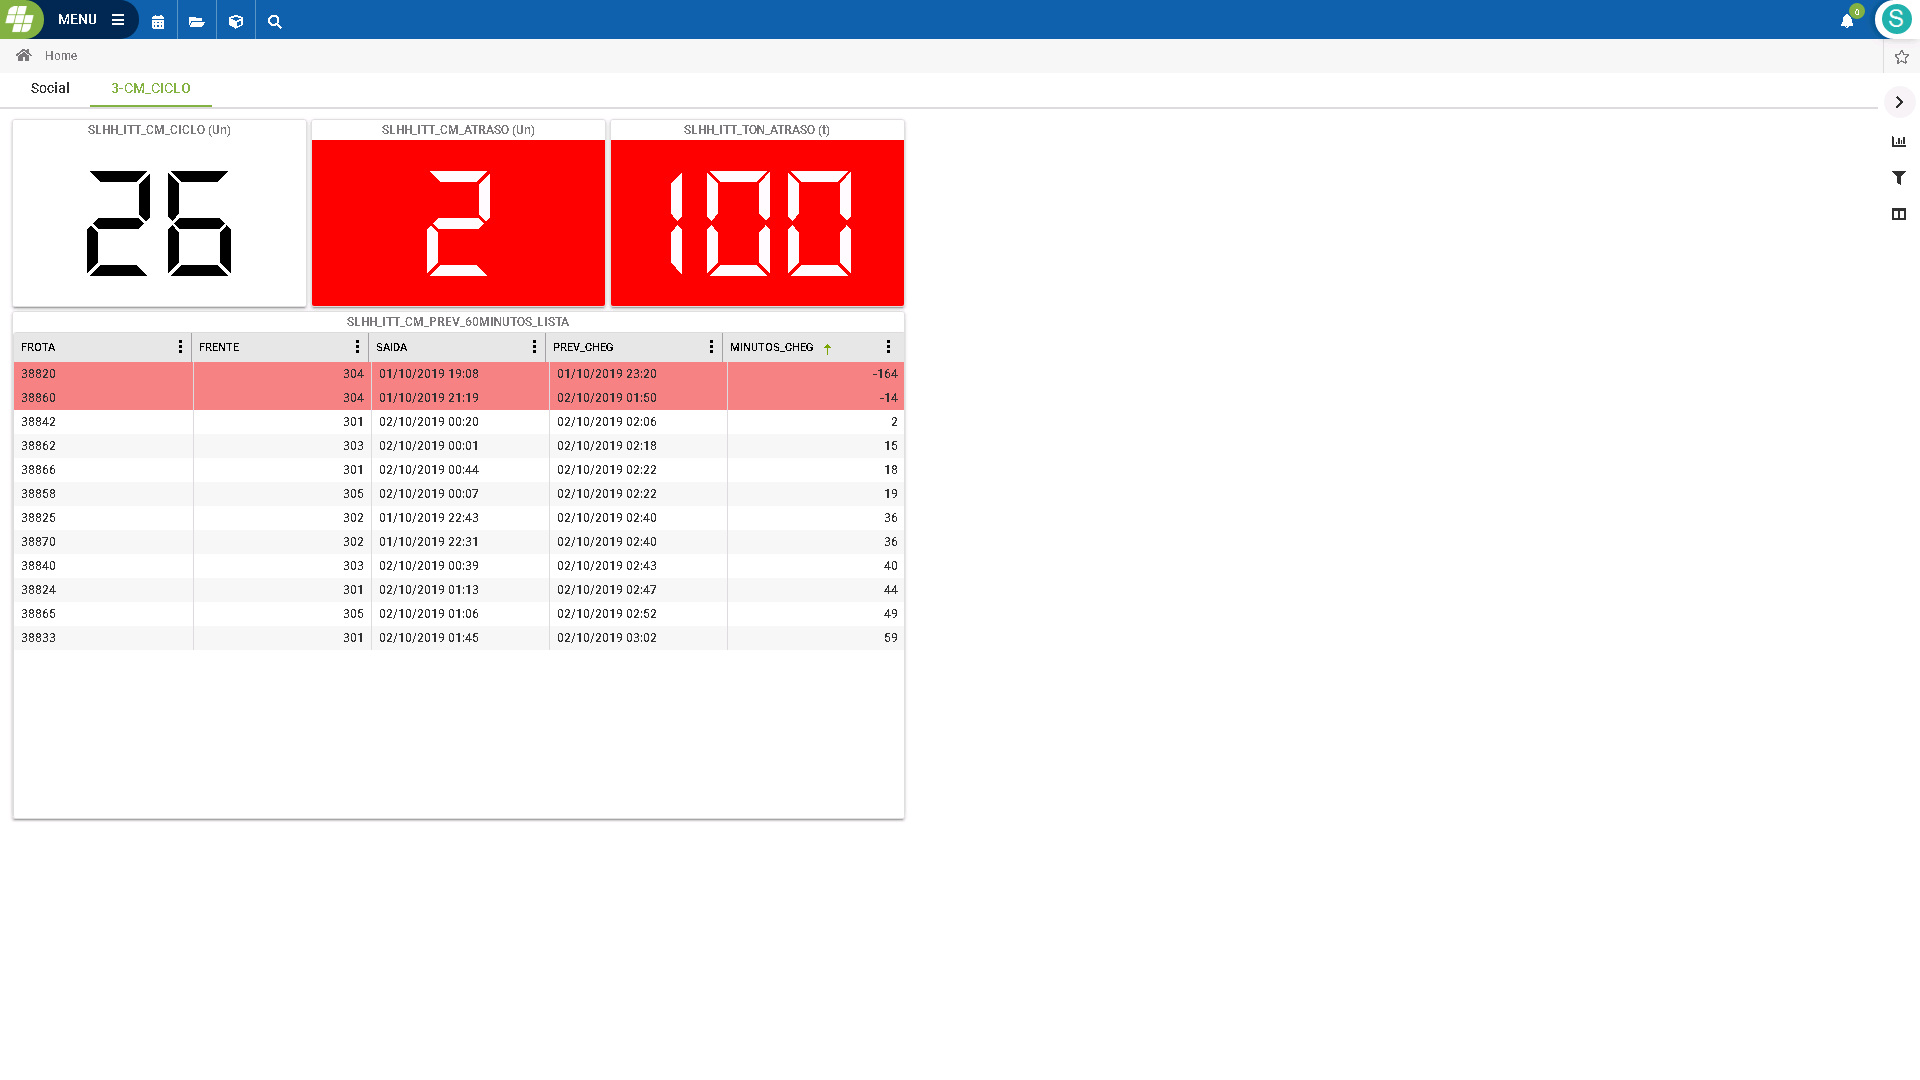 MENU
0
S
Home
Social 3-CM_CICLO
SLHH_ITT_CM_CICLO (Un) SLHH_ITT_CM_ATRASO (Un) SLHH_ITT_TON_ATRASO (t)
26 2 100
SLHH_ITT_CM_PREV_60MINUTOS_LISTA
FROTA FRENTE SAIDA PREV_CHEG MINUTOS_CHEG
38820 304 01/10/2019 19:08 01/10/2019 23:20 -164
38860 304 01/10/2019 21:19 02/10/2019 01:50 -14
38842 301 02/10/2019 00:20 02/10/2019 02:06 2
38862 303 02/10/2019 00:01 02/10/2019 02:18 15
38866 301 02/10/2019 00:44 02/10/2019 02:22 18
38858 305 02/10/2019 00:07 02/10/2019 02:22 19
38825 302 01/10/2019 22:43 02/10/2019 02:40 36
38870 302 01/10/2019 22:31 02/10/2019 02:40 36
38840 303 02/10/2019 00:39 02/10/2019 02:43 40
38824 301 02/10/2019 01:13 02/10/2019 02:47 44
38865 305 02/10/2019 01:06 02/10/2019 02:52 49
38833 301 02/10/2019 01:45 02/10/2019 03:02 59